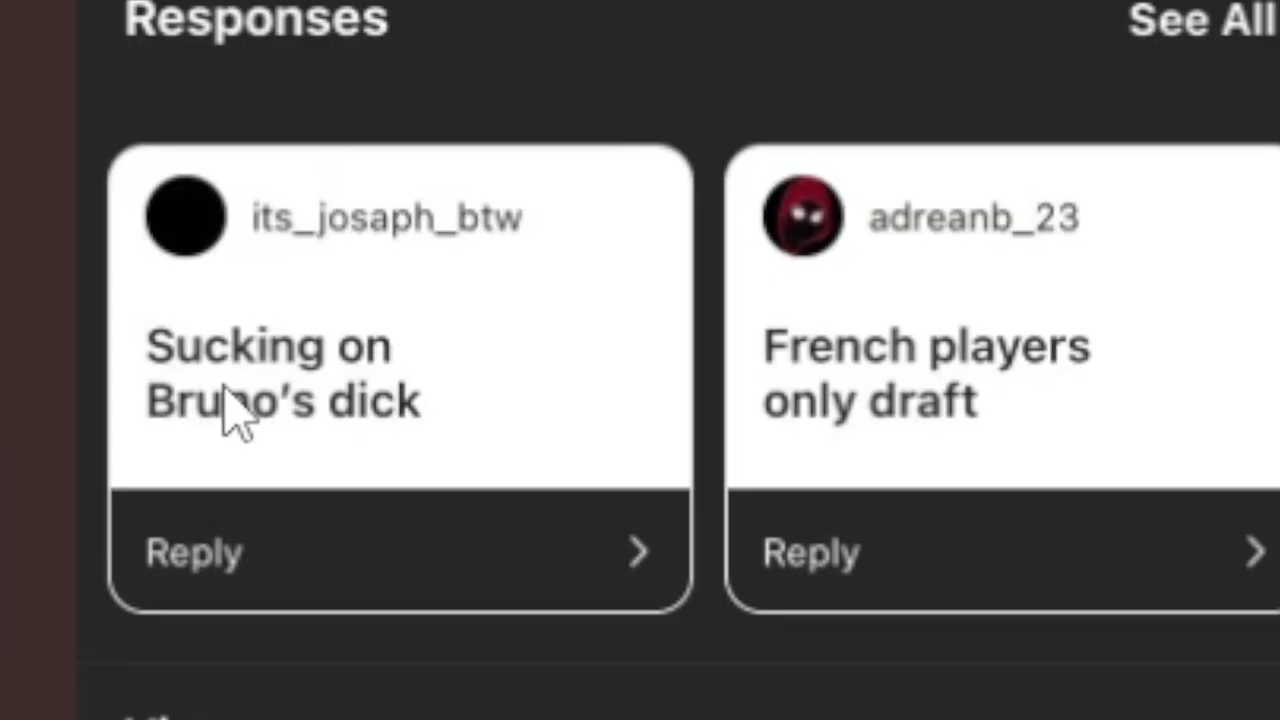 Responses
See All
its_josaph_btw
Sucking on
Bruno’s dick
Reply
adreanb_23
French players
only draft
Reply